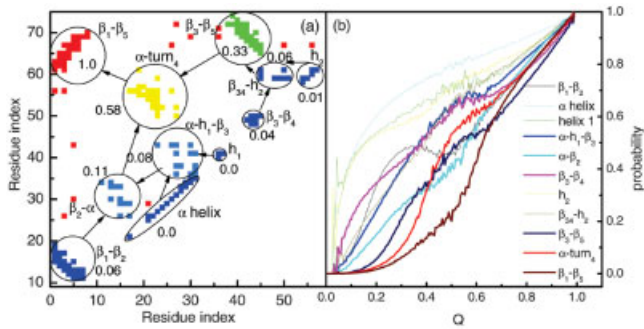 (a)
(b)
β₁-β₅
β₃-β₅
α-turn₄
1.0
0.33
0.06
h₂
β₃₄-h₂
0.01
0.58
β₃-β₄
0.04
α-h₁-β₃
h₁
0.08
0.0
0.11
β₂-α
α helix
0.0
β₁-β₂
0.06
70
60
50
40
30
20
10
Residue index
0
10
20
30
40
50
Residue index
β₁-β₂
α helix
helix 1
α-h₁-β₃
α-β₂
β₃-β₄
h₂
β₃₄-h₂
β₃-β₅
α-turn₄
β₁-β₅
1.0
0.8
0.6
0.4
0.2
0.0
probability
0.0
0.2
0.4
0.6
0.8
1.0
Q